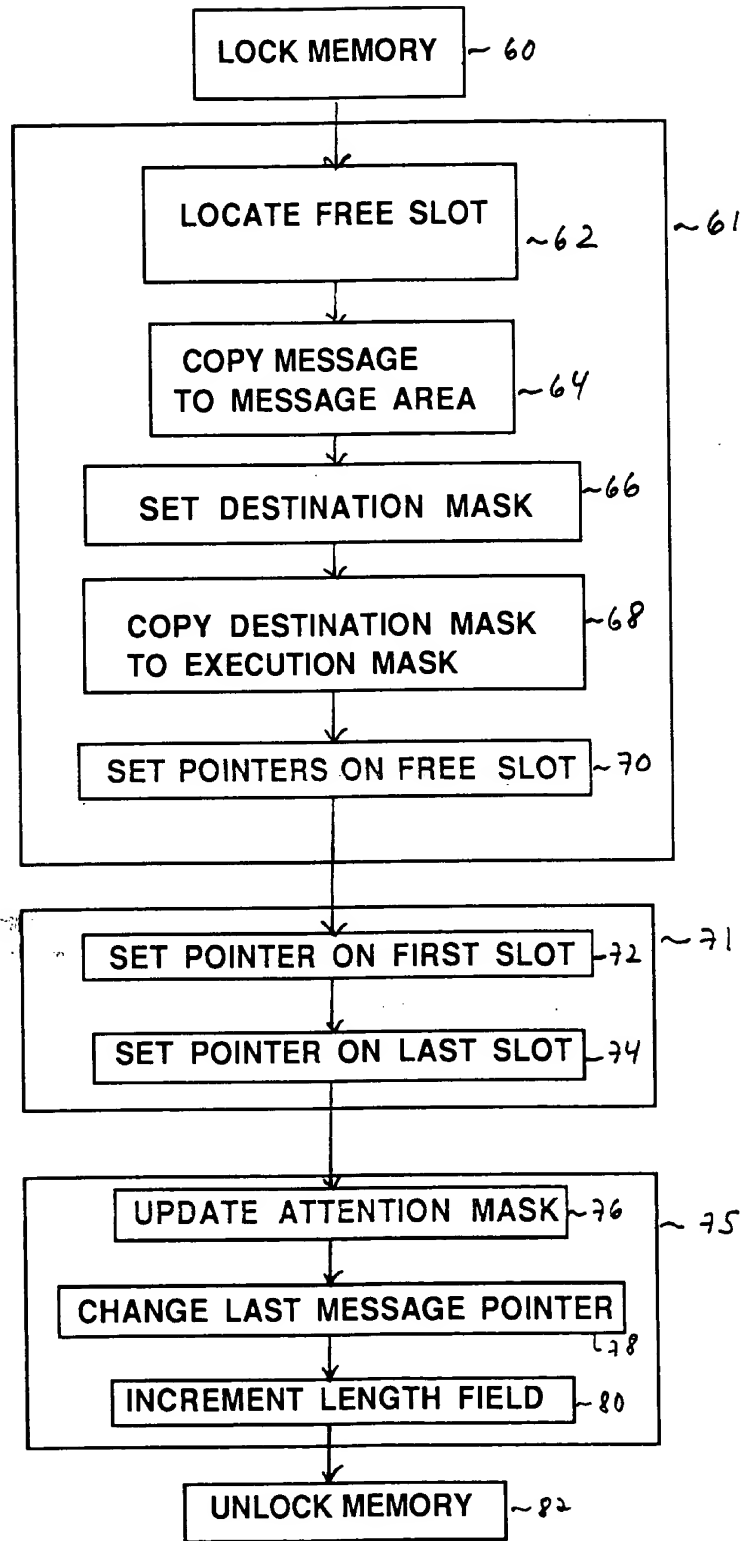 LOCK MEMORY ~60
~61
LOCATE FREE SLOT
~62
COPY MESSAGE
TO MESSAGE AREA ~64
SET DESTINATION MASK ~66
COPY DESTINATION MASK ~68
TO EXECUTION MASK
SET POINTERS ON FREE SLOT ~70
~71
SET POINTER ON FIRST SLOT ~72
SET POINTER ON LAST SLOT ~74
~75
UPDATE ATTENTION MASK ~76
CHANGE LAST MESSAGE POINTER
78
INCREMENT LENGTH FIELD ~80
UNLOCK MEMORY ~82